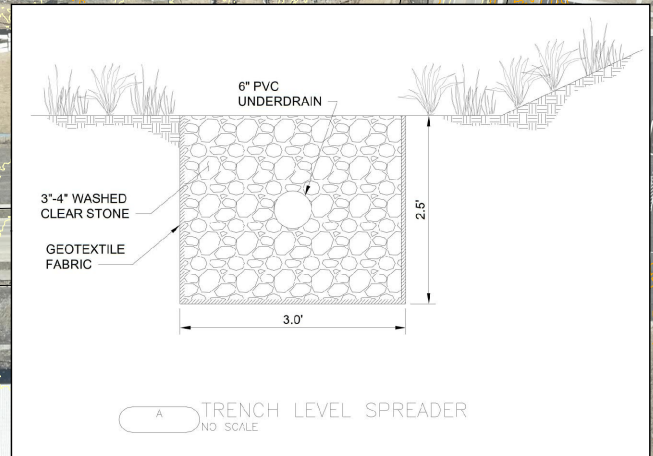 6" PVC
UNDERDRAIN
3"-4" WASHED
CLEAR STONE
GEOTEXTILE
FABRIC
2.5'
3.0'
A
TRENCH LEVEL SPREADER
NO SCALE